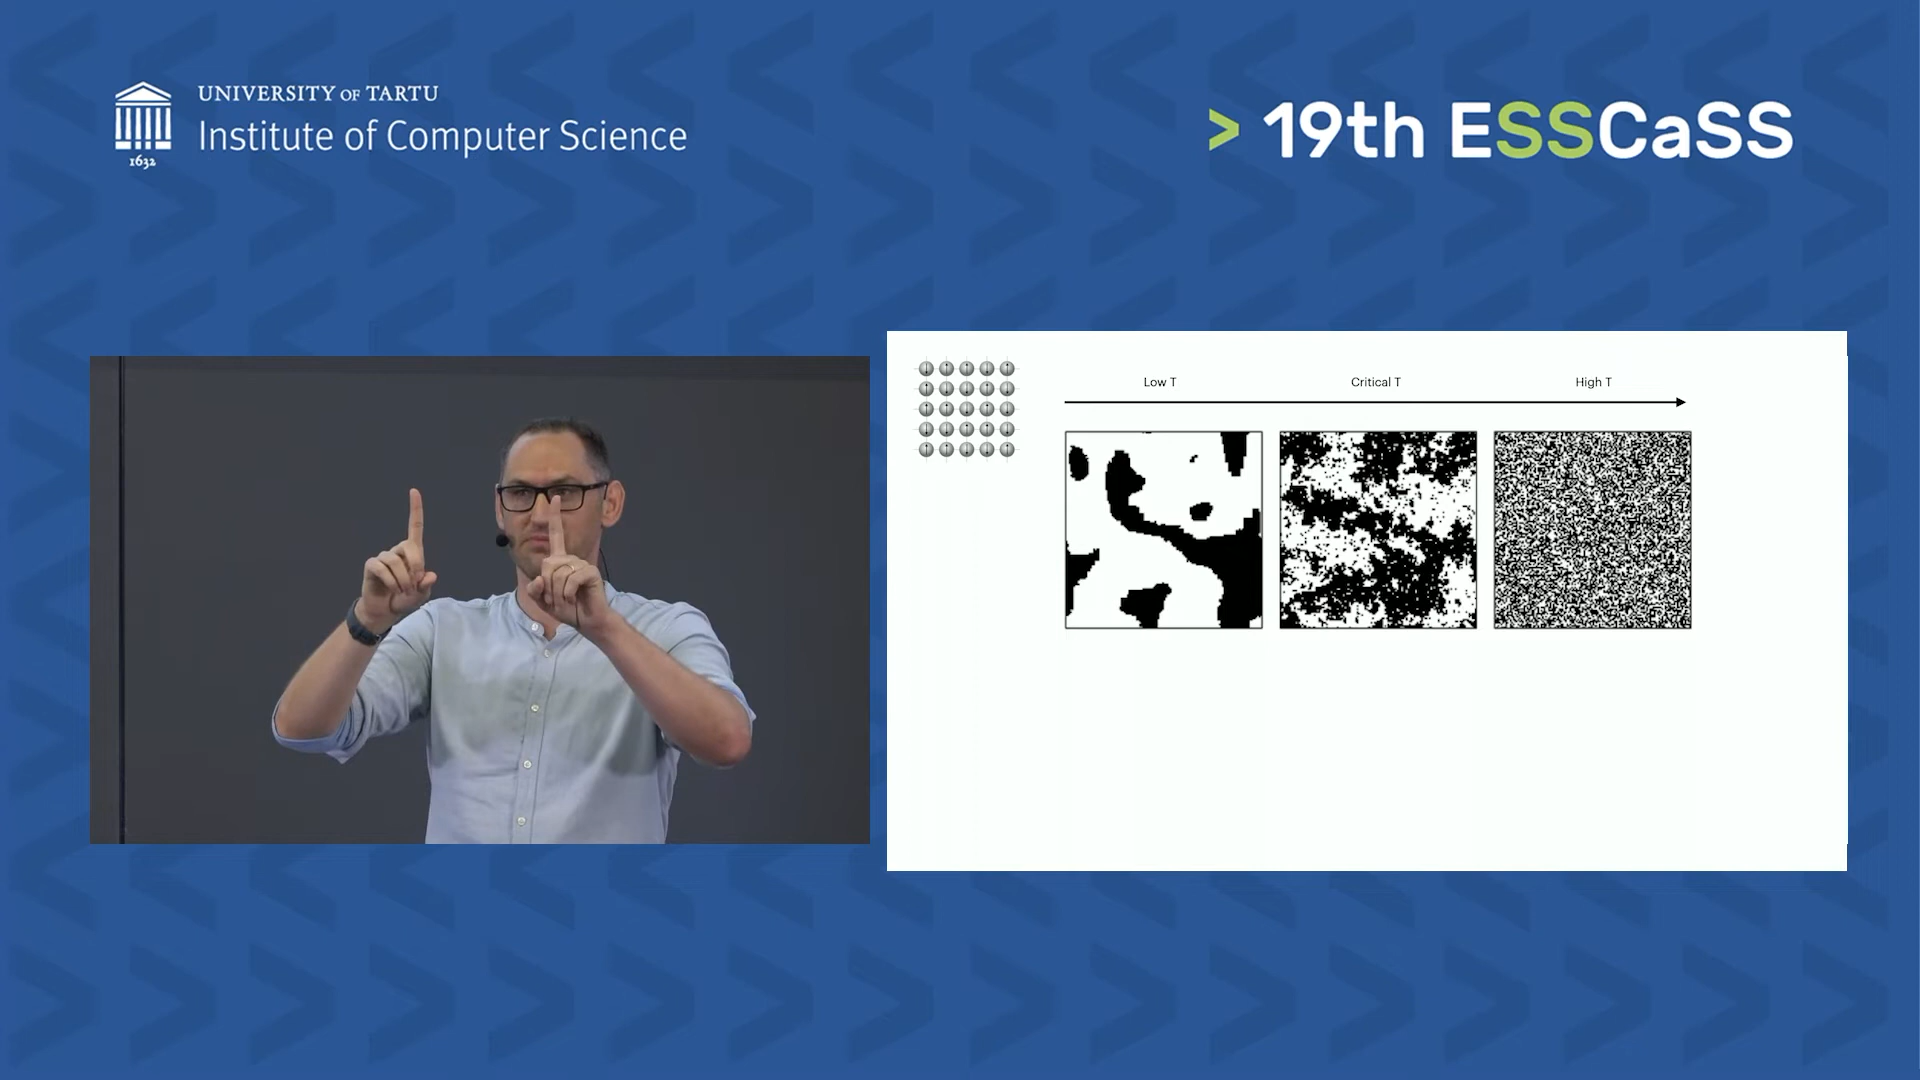 UNIVERSITY OF TARTU
Institute of Computer Science
1632
> 19th ESSCaSS
Low T
Critical T
High T